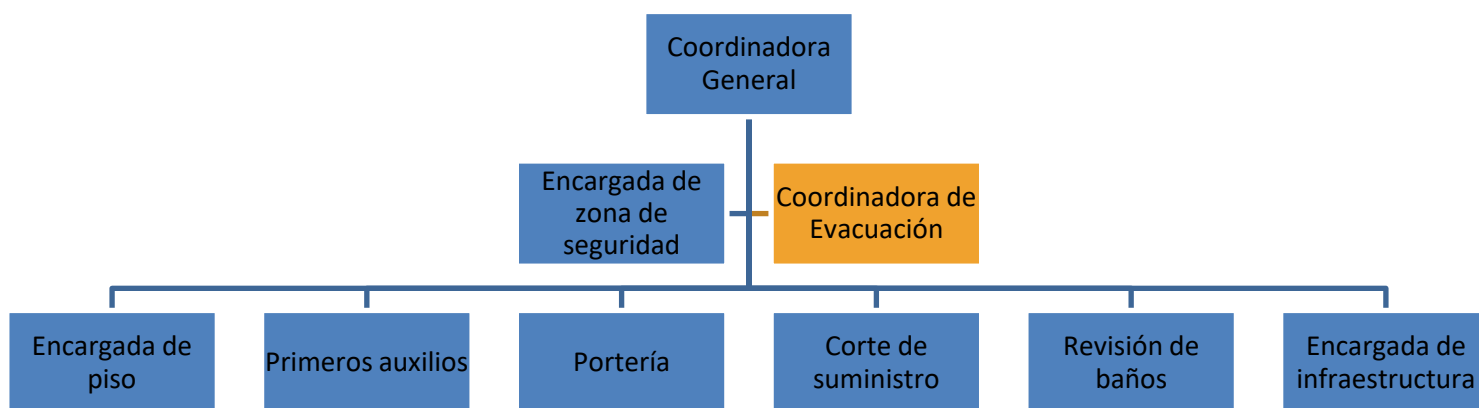 Coordinadora
General
Encargada de
zona de
seguridad
Coordinadora de
Evacuación
Encargada de
piso
Primeros auxilios
Portería
Corte de
suministro
Revisión de
baños
Encargada de
infraestructura